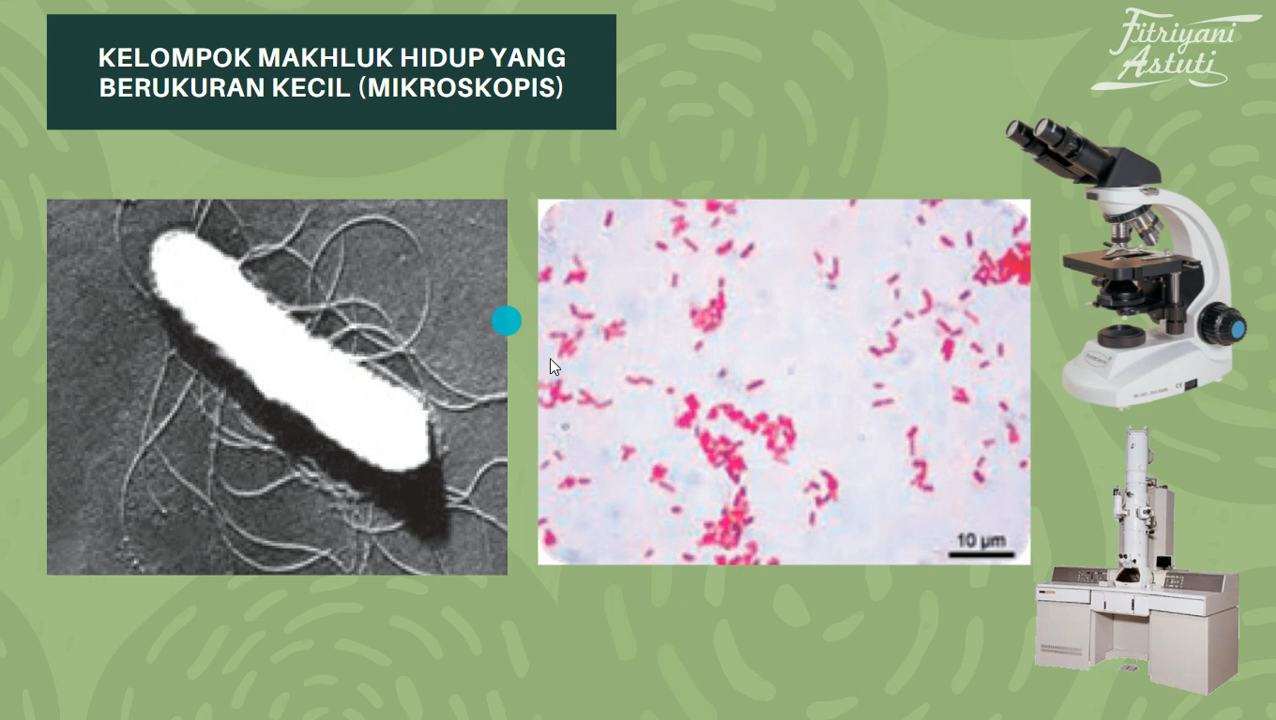 KELOMPOK MAKHLUK HIDUP YANG
BERUKURAN KECIL (MIKROSKOPIS)
Fitriyani
Astuti
10 µm